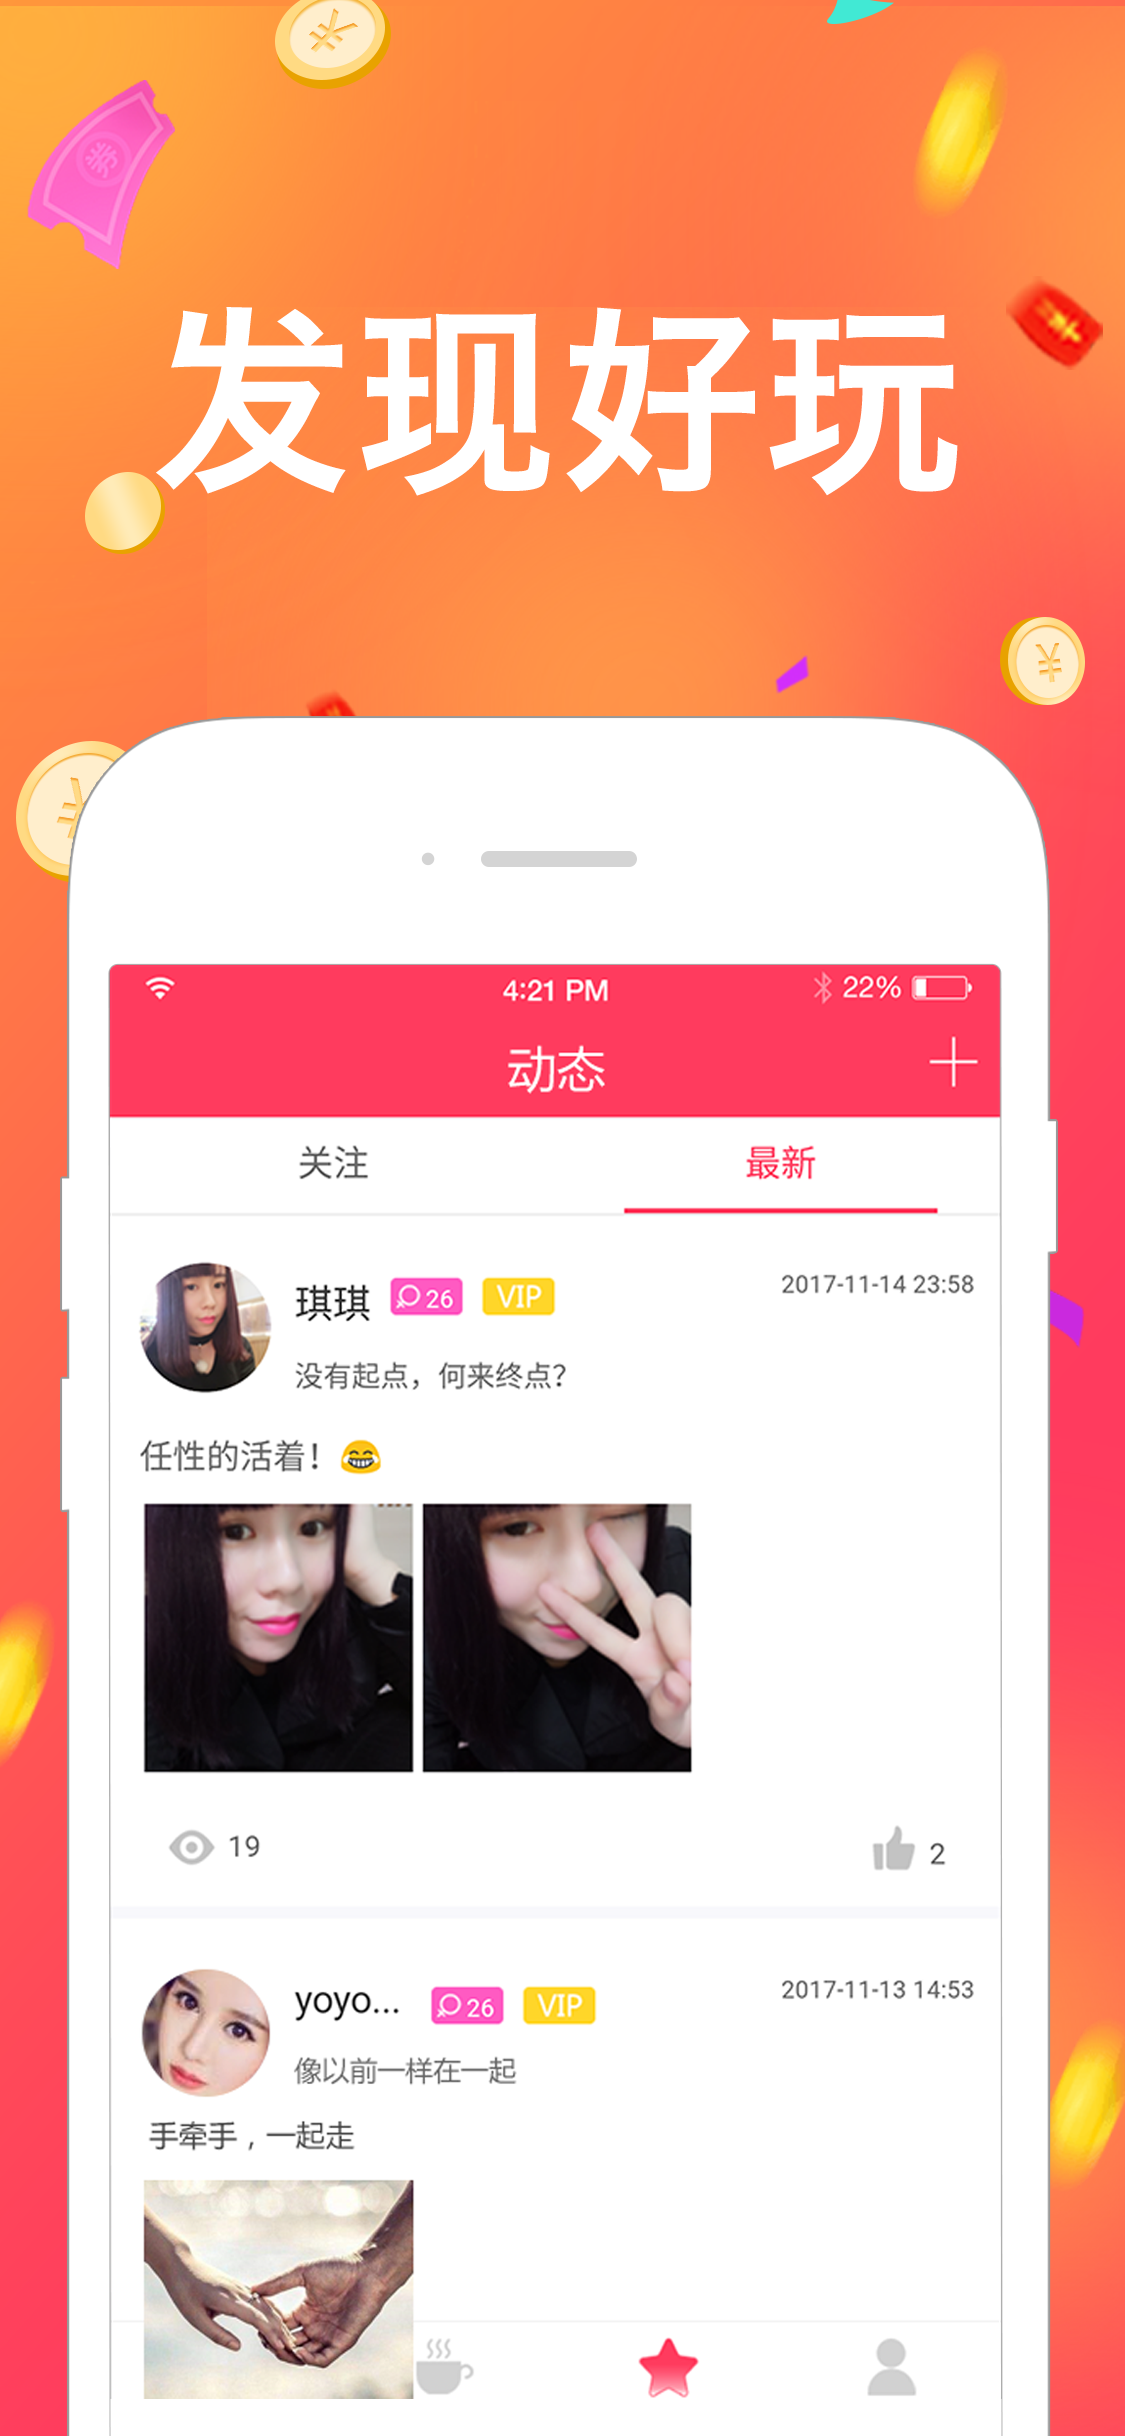 ¥
券
发现好玩
¥
¥
4:21 PM
22%
动态
关注
最新
琪琪
26
VIP
2017-11-14 23:58
没有起点，何来终点？
任性的活着！😂
19
2
yoyo...
26
VIP
2017-11-13 14:53
像以前一样在一起
手牵手，一起走